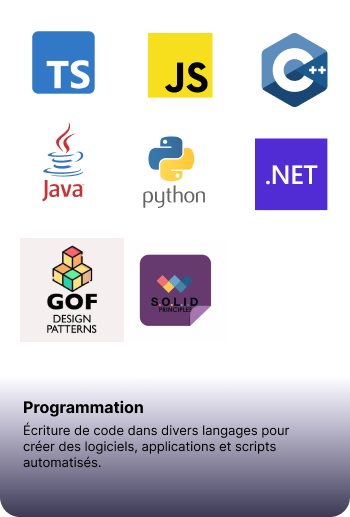 TS
JS
C++
Java
python
.NET
GOF
DESIGN
PATTERNS
SOLID
PRINCIPLES
Programmation
Écriture de code dans divers langages pour
créer des logiciels, applications et scripts
automatisés.